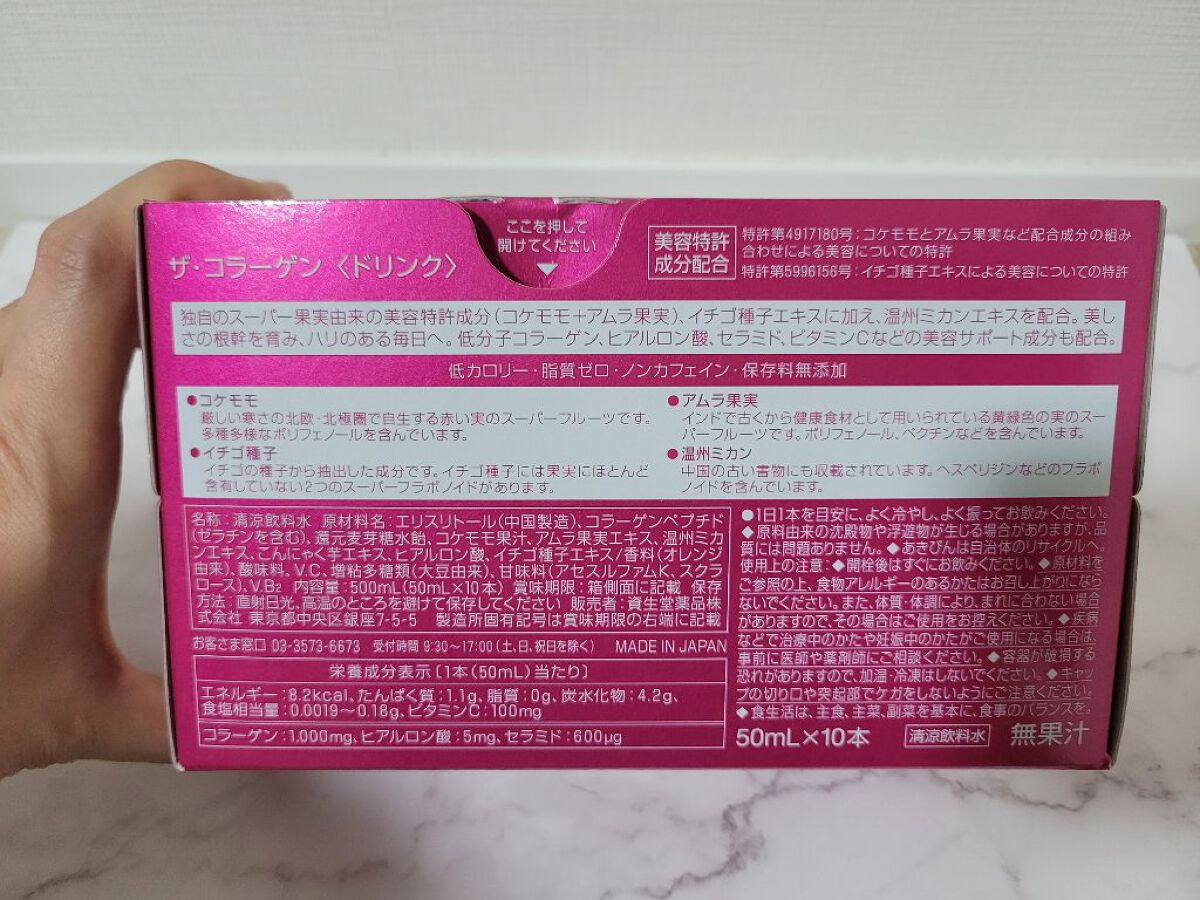 ここを押して
開けてください
ザ・コラーゲン〈ドリンク〉
美容特許
成分配合
特許第4917180号：コケモモとアムラ果実など配合成分の組み
合わせによる美容についての特許
特許第5996156号：イチゴ種子エキスによる美容についての特許
独自のスーパー果実由来の美容特許成分（コケモモ＋アムラ果実）、イチゴ種子エキスに加え、温州ミカンエキスを配合。美し
さの根幹を育み、ハリのある毎日へ。低分子コラーゲン、ヒアルロン酸、セラミド、ビタミンCなどの美容サポート成分も配合。
低カロリー・脂質ゼロ・ノンカフェイン・保存料無添加
●コケモモ
厳しい寒さの北欧・北極圏で自生する赤い実のスーパーフルーツです。
多種多様なポリフェノールを含んでいます。
●イチゴ種子
イチゴの種子から抽出した成分です。イチゴ種子には果実にほとんど
含有していない2つのスーパーフラボノイドがあります。
●アムラ果実
インドで古くから健康食材として用いられている黄緑色の実のスー
パーフルーツです。ポリフェノール、ペクチンなどを含んでいます。
●温州ミカン
中国の古い書物にも収載されています。ヘスペリジンなどのフラボ
ノイドを含んでいます。
名称：清涼飲料水 原材料名：エリスリトール（中国製造）、コラーゲンペプチド
（ゼラチンを含む）、還元麦芽糖水飴、コケモモ果汁、アムラ果実エキス、温州ミカ
ンエキス、こんにゃく芋エキス、ヒアルロン酸、イチゴ種子エキス/香料（オレンジ
由来）、酸味料、V.C、増粘多糖類（大豆由来）、甘味料（アセスルファムK、スクラ
ロース）、V.B2 内容量：500mL（50mL×10本） 賞味期限：箱側面に記載 保存
方法：直射日光、高温のところを避けて保存してください 販売者：資生堂薬品株
式会社 東京都中央区銀座7-5-5 製造所固有記号は賞味期限の右端に記載
お客さま窓口 03-3573-6673 受付時間 9:30～17:00（土、日、祝日を除く） MADE IN JAPAN
栄養成分表示〔1本（50mL）当たり〕
エネルギー：8.2kcal、たんぱく質：1.1g、脂質：0g、炭水化物：4.2g、
食塩相当量：0.0019～0.18g、ビタミンC：100mg
コラーゲン：1,000mg、ヒアルロン酸：5mg、セラミド：600μg
●1日1本を目安に、よく冷やし、よく振ってお飲みください。
◆原料由来の沈殿物や浮遊物が生じる場合がありますが、品
質には問題ありません。◆あきびんは自治体のリサイクルへ。
使用上の注意：◆開栓後はすぐにお飲みください。◆原材料を
ご参照の上、食物アレルギーのあるかたはお召し上がりになら
ないでください。また、体質・体調により、まれに合わない場合
がありますので、その場合はご使用をお控えください。◆疾病
などで治療中のかたや妊娠中のかたがご使用になる場合は、
事前に医師や薬剤師にご相談ください。◆容器が破損する
恐れがありますので、加温・冷凍はしないでください。◆キャッ
プの切り口や突起部でケガをしないようにご注意ください。
◆食生活は、主食、主菜、副菜を基本に、食事のバランスを。
50mL×10本 清涼飲料水 無果汁